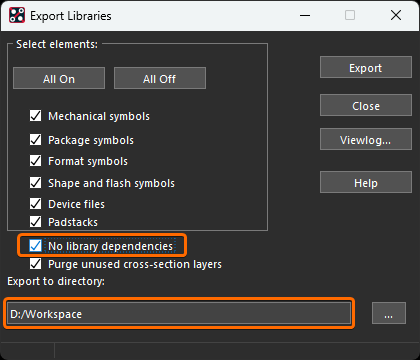 Export Libraries
Select elements:
All On All Off
Export
Close
Viewlog...
Help
Mechanical symbols
Package symbols
Format symbols
Shape and flash symbols
Device files
Padstacks
No library dependencies
Purge unused cross-section layers
Export to directory:
D:/Workspace ...